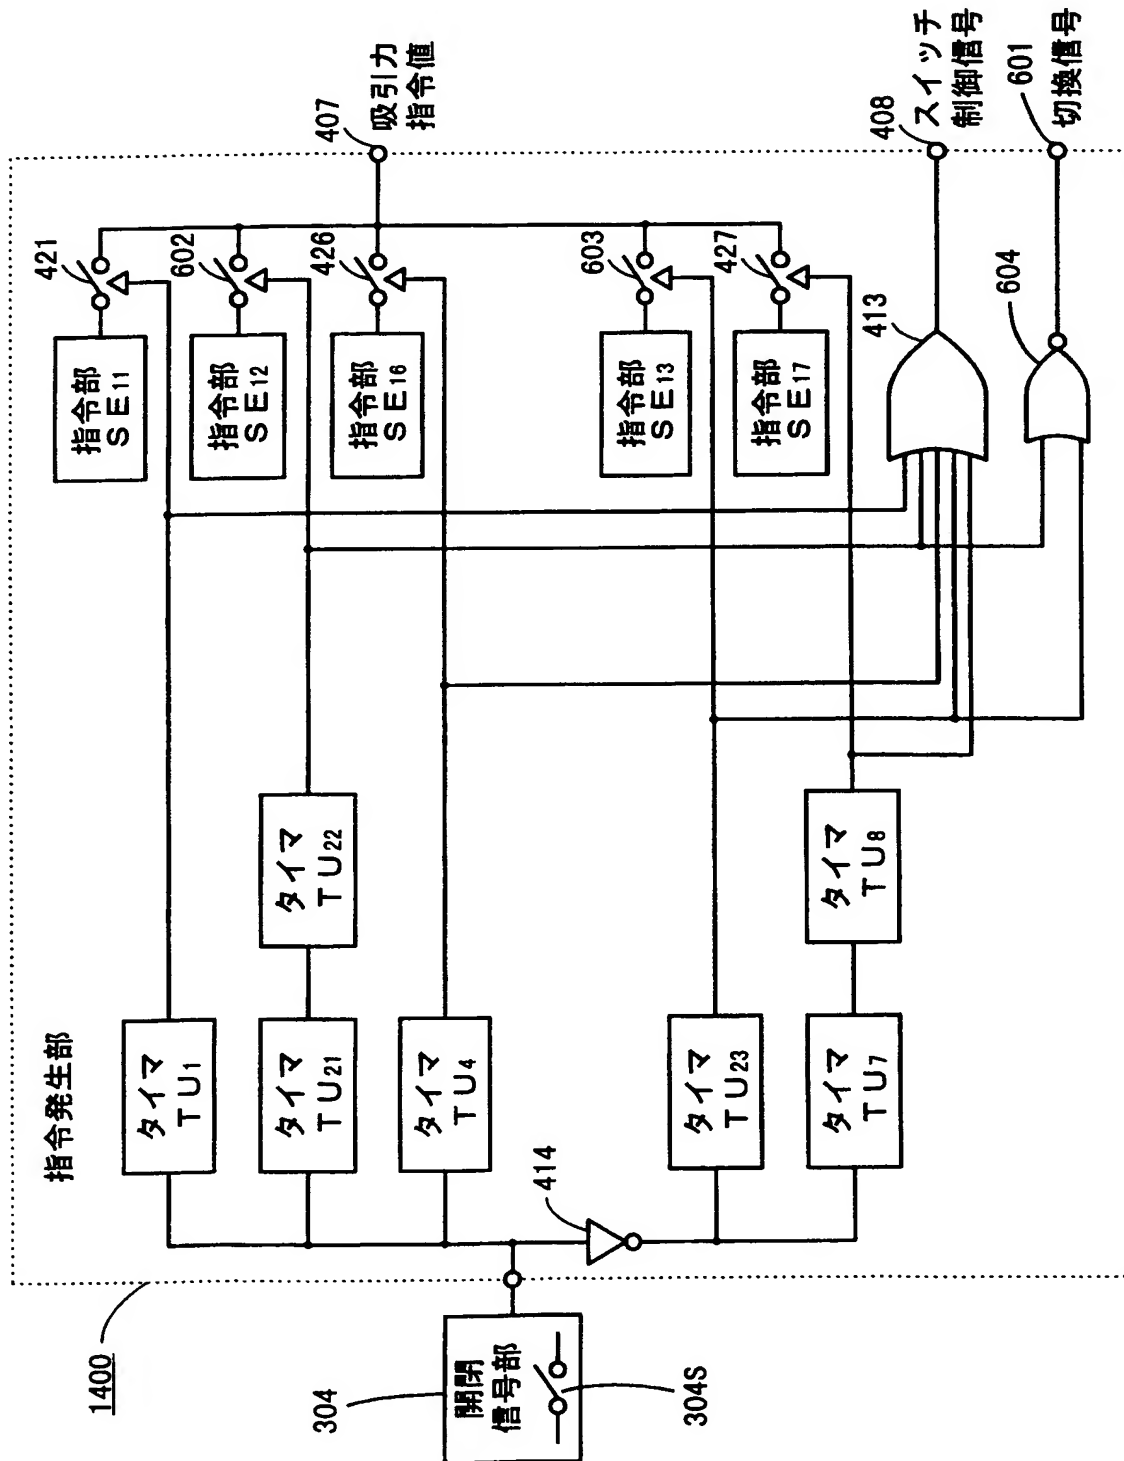 指令発生部
1400
304
開閉
信号部
304S
414
タイマ
TU1
タイマ
TU21
タイマ
TU22
タイマ
TU4
タイマ
TU23
タイマ
TU7
タイマ
TU8
指令部
SE11
421
指令部
SE12
602
指令部
SE16
426
指令部
SE13
603
指令部
SE17
427
413
604
407
吸引力
指令値
408
スイッチ
制御信号
601
切換信号